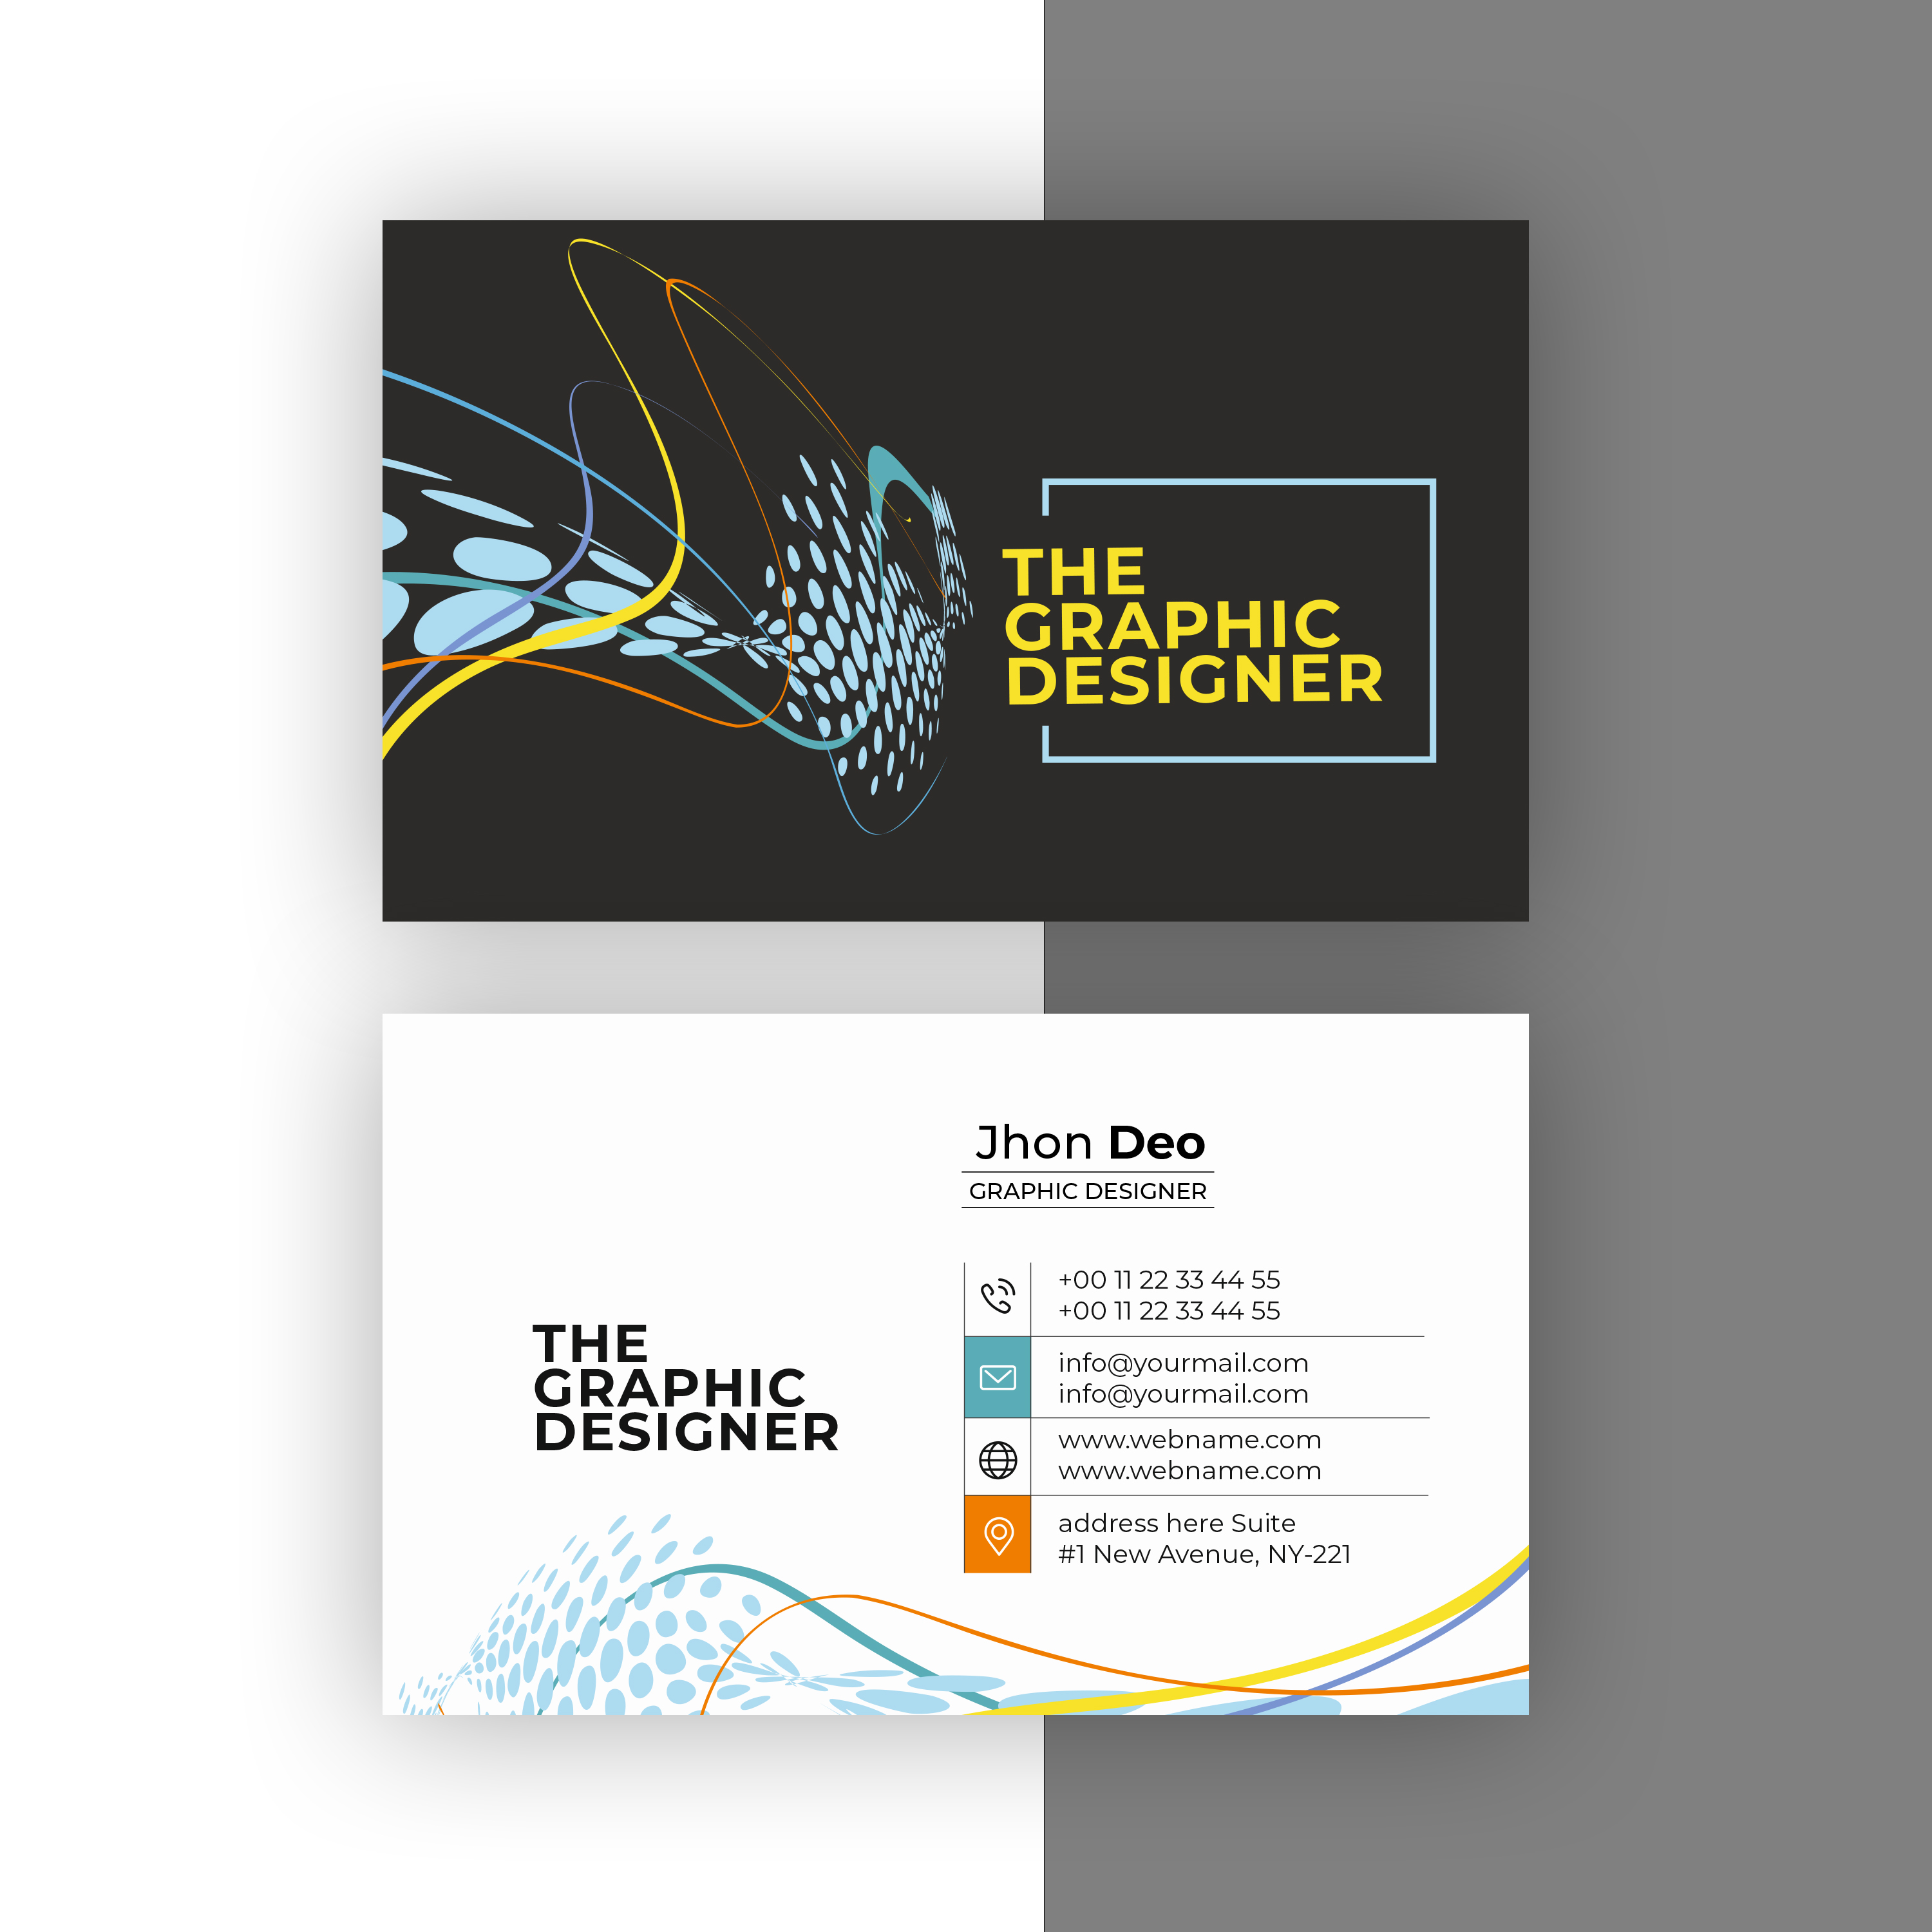 THE
GRAPHIC
DESIGNER
Jhon Deo
GRAPHIC DESIGNER
THE
GRAPHIC
DESIGNER
+00 11 22 33 44 55
+00 11 22 33 44 55
info@yourmail.com
info@yourmail.com
www.webname.com
www.webname.com
address here Suite
#1 New Avenue, NY-221